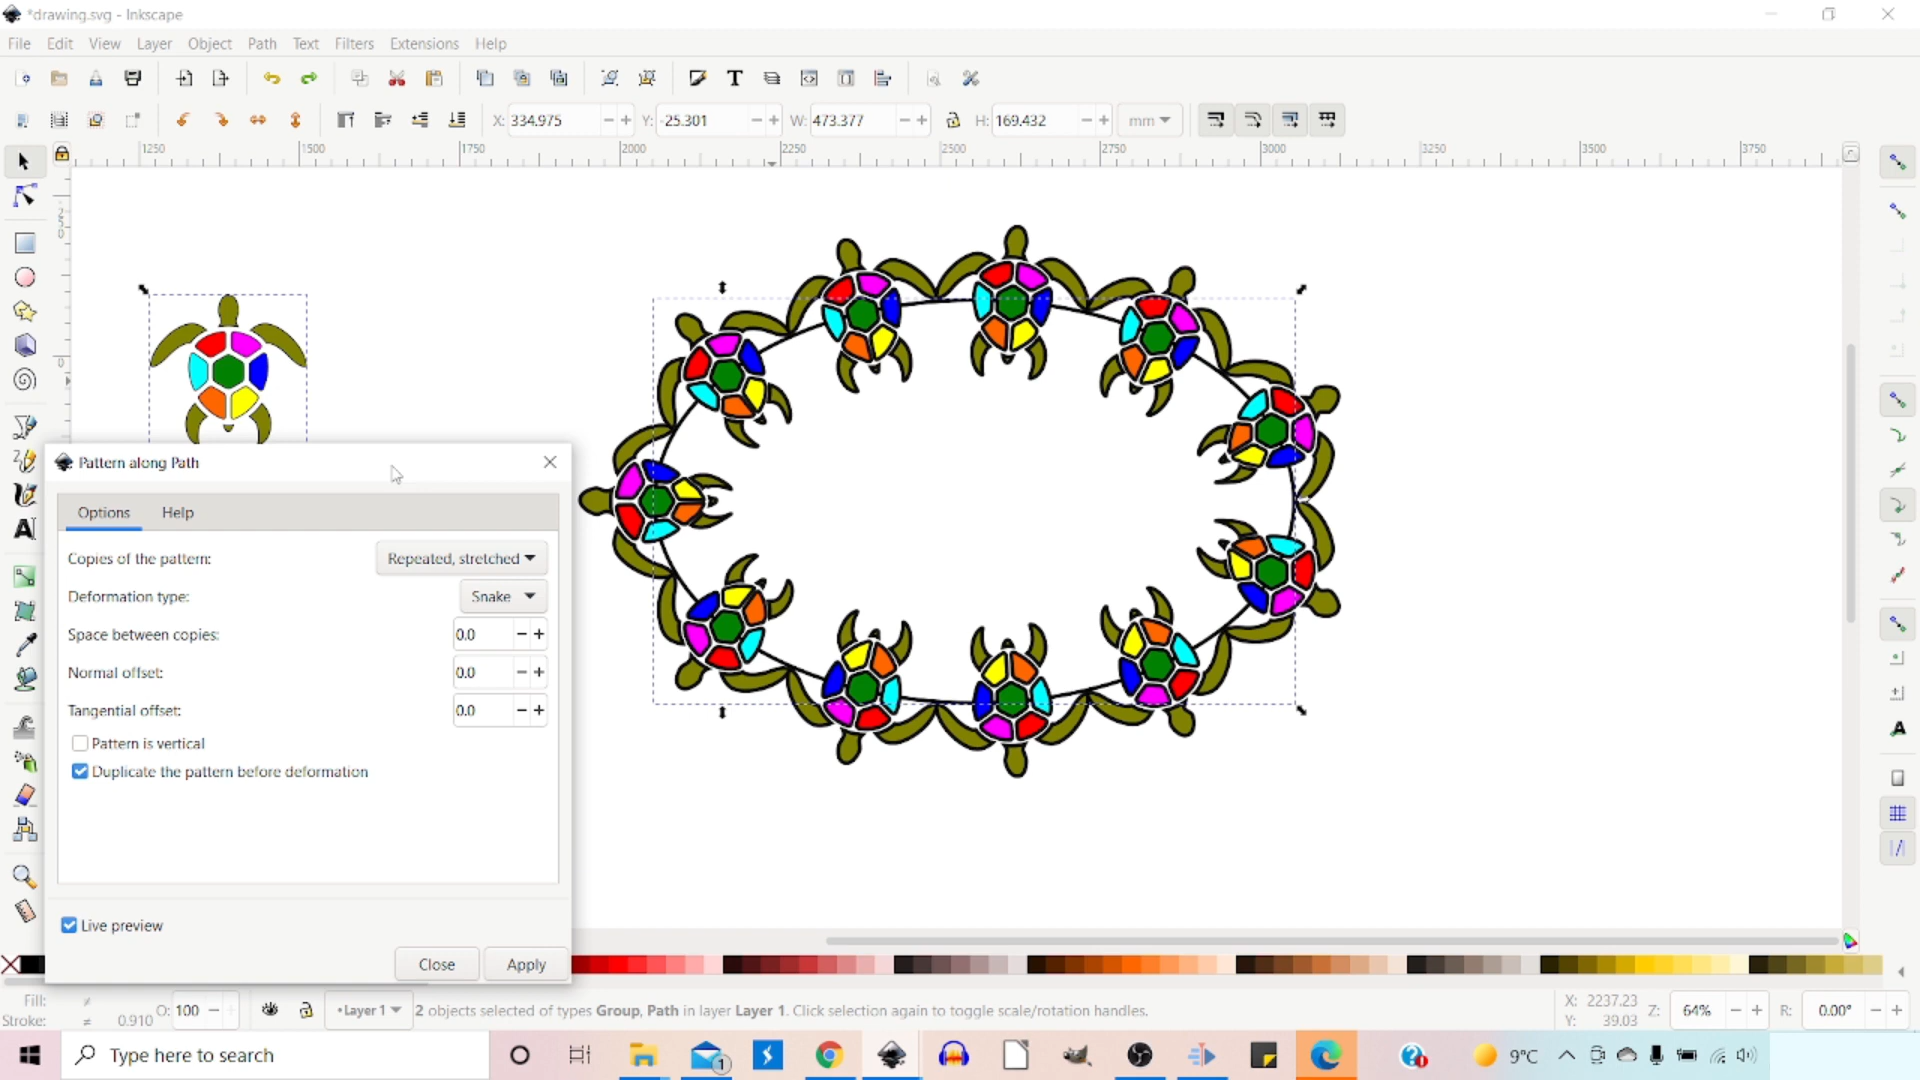 *drawing.svg - Inkscape
File Edit View Layer Object Path Text Filters Extensions Help
X: 334.975 Y: -25.301 W: 473.377 H: 169.432 mm
1250 1500 1750 2000 2250 2500 2750 3000 3250 3500 3750
Pattern along Path
Options Help
Copies of the pattern: Repeated, stretched
Deformation type: Snake
Space between copies: 0.0
Normal offset: 0.0
Tangential offset: 0.0
Pattern is vertical
Duplicate the pattern before deformation
Live preview
Close Apply
Fill: ≠ O: 100 •Layer 1 2 objects selected of types Group, Path in layer Layer 1. Click selection again to toggle scale/rotation handles. X: 2237.23 Z: 64% R: 0.00°
Stroke: ≠ 0.910 Y: 39.03
Type here to search 1 9°C